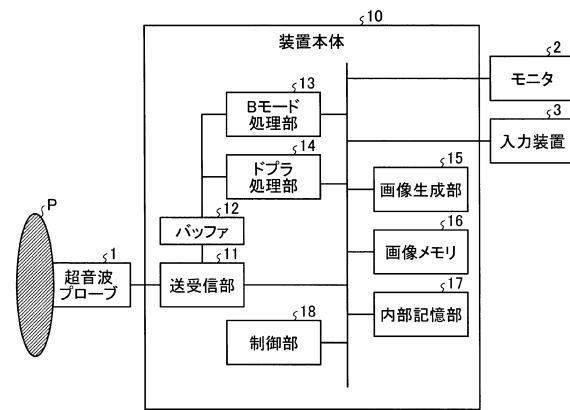 10
装置本体
2
モニタ
3
入力装置
13
Bモード
処理部
14
ドプラ
処理部
15
画像生成部
12
バッファ
16
画像メモリ
P
1
超音波
プローブ
11
送受信部
17
内部記憶部
18
制御部